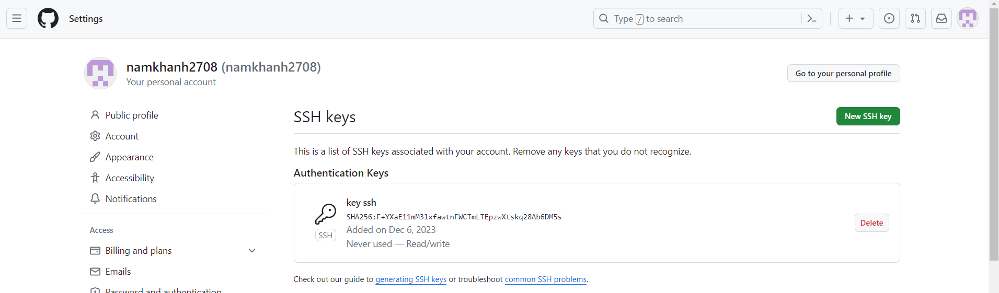 Settings
Type / to search
namkhanh2708 (namkhanh2708)
Your personal account
Go to your personal profile
Public profile
Account
Appearance
Accessibility
Notifications
Access
Billing and plans
Emails
Password and authentication
SSH keys
New SSH key
This is a list of SSH keys associated with your account. Remove any keys that you do not recognize.
Authentication Keys
key ssh
SHA256:F+YXaE11mM3lxfawtnFWCTmLTEpzwXtskq28Ab6DM5s
Added on Dec 6, 2023
Never used — Read/write
SSH
Delete
Check out our guide to generating SSH keys or troubleshoot common SSH problems.